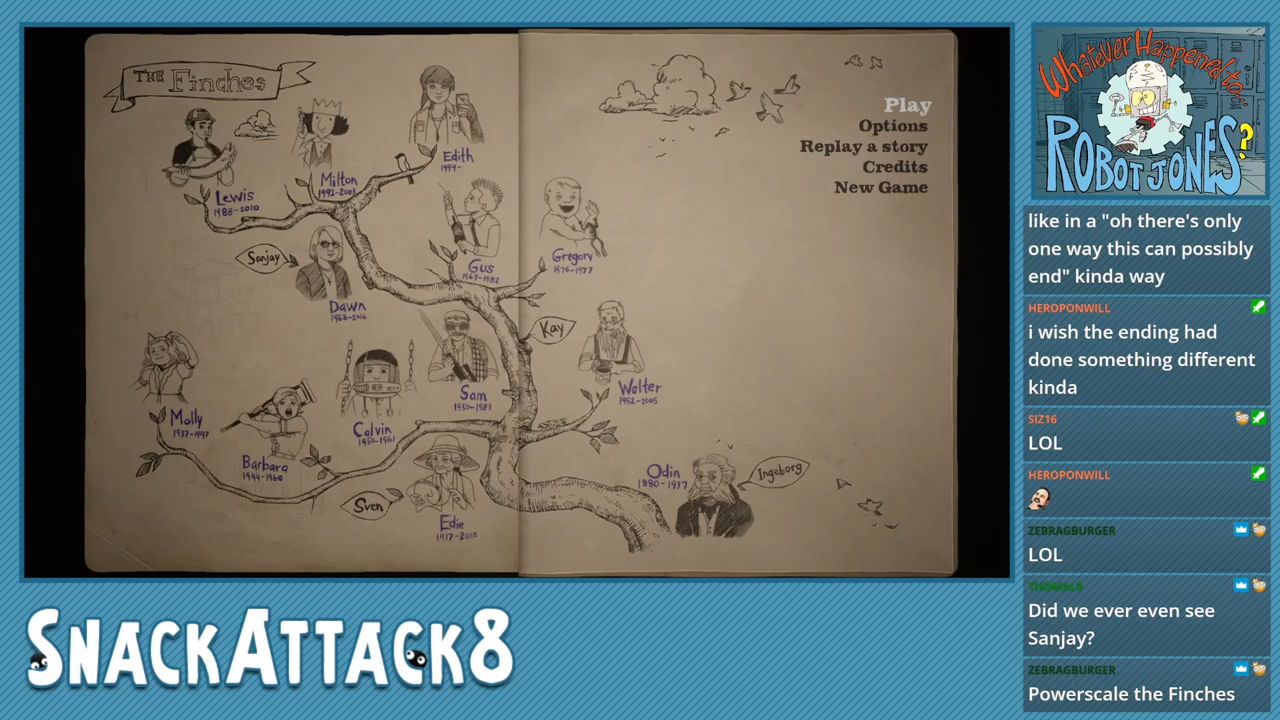 THE Finches
Edith
1999-
Milton
1992-2003
Lewis
1988-2010
Sanjay
Gus
1969-1982
Gregory
1976-1977
Dawn
1968-2016
Kay
Sam
1950-1983
Walter
1952-2005
Molly
1937-1947
Calvin
1950-1961
Barbara
1944-1960
Odin
1880-1937
Ingeborg
Sven
Edie
1917-2010
Play
Options
Replay a story
Credits
New Game
Whatever Happened to...
ROBOT JONES?
like in a "oh there's only
one way this can possibly
end" kinda way
HEROPONWILL
i wish the ending had
done something different
kinda
SIZ16
LOL
HEROPONWILL
ZEBRAGBURGER
LOL
Did we ever even see
Sanjay?
ZEBRAGBURGER
Powerscale the Finches
SNACKATTACK8